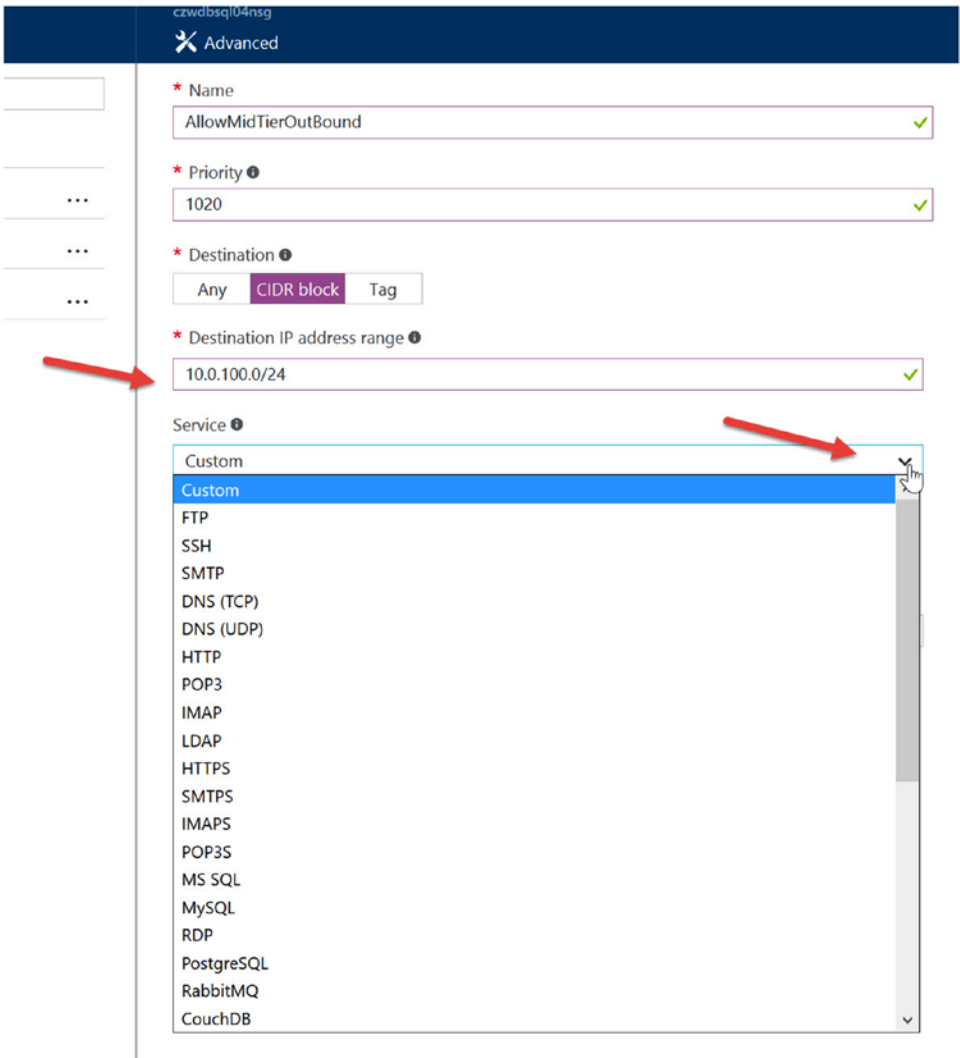 czwdbsql04nsg
Advanced
* Name
AllowMidTierOutBound
* Priority
1020
* Destination
Any CIDR block Tag
* Destination IP address range
10.0.100.0/24
Service
Custom
Custom
FTP
SSH
SMTP
DNS (TCP)
DNS (UDP)
HTTP
POP3
IMAP
LDAP
HTTPS
SMTPS
IMAPS
POP3S
MS SQL
MySQL
RDP
PostgreSQL
RabbitMQ
CouchDB